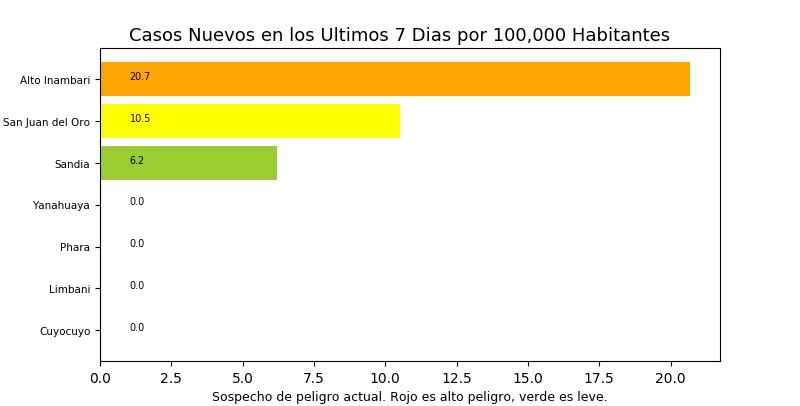 Casos Nuevos en los Ultimos 7 Dias por 100,000 Habitantes
Alto Inambari 20.7
San Juan del Oro 10.5
Sandia 6.2
Yanahuaya 0.0
Phara 0.0
Limbani 0.0
Cuyocuyo 0.0
0.0 2.5 5.0 7.5 10.0 12.5 15.0 17.5 20.0
Sospecho de peligro actual. Rojo es alto peligro, verde es leve.